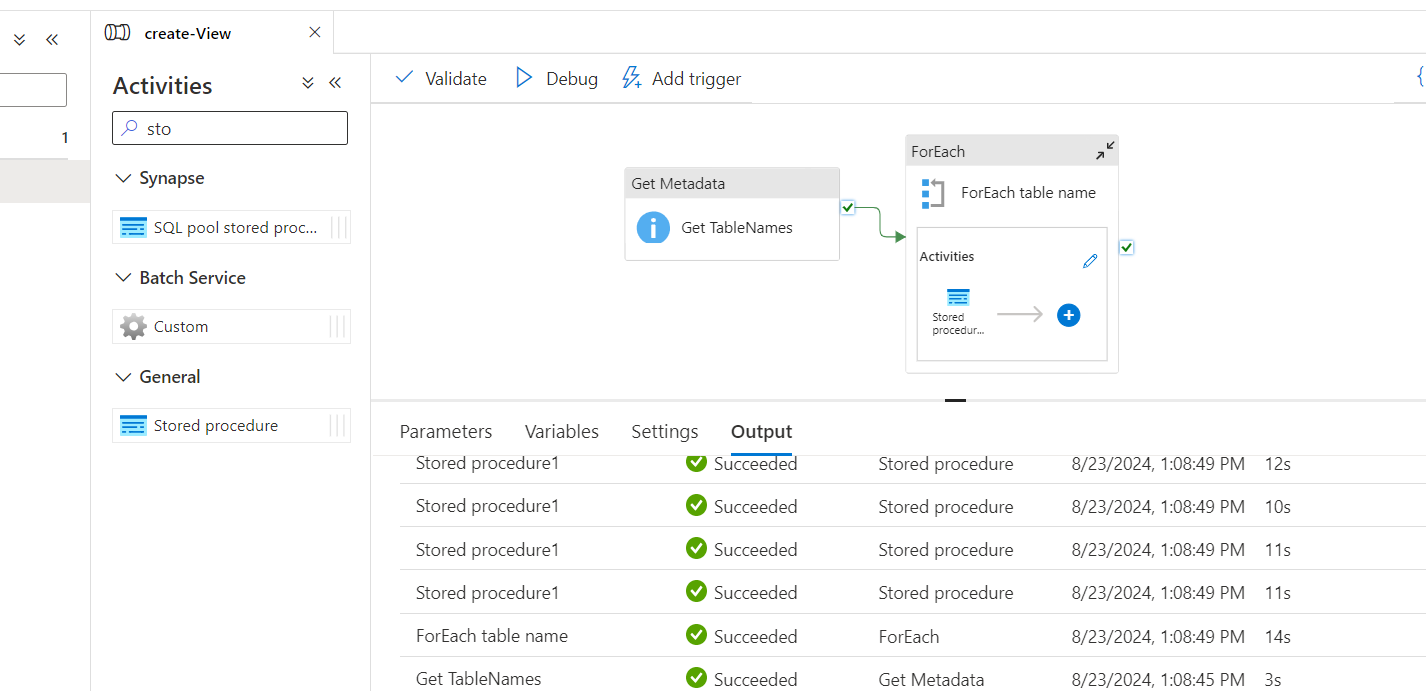 create-View
1
Activities
sto
Synapse
SQL pool stored proc...
Batch Service
Custom
General
Stored procedure
Validate Debug Add trigger {
Get Metadata
Get TableNames
ForEach
ForEach table name
Activities
Stored
procedur...
Parameters Variables Settings Output
Stored procedure1 Succeeded Stored procedure 8/23/2024, 1:08:49 PM 12s
Stored procedure1 Succeeded Stored procedure 8/23/2024, 1:08:49 PM 10s
Stored procedure1 Succeeded Stored procedure 8/23/2024, 1:08:49 PM 11s
Stored procedure1 Succeeded Stored procedure 8/23/2024, 1:08:49 PM 11s
ForEach table name Succeeded ForEach 8/23/2024, 1:08:49 PM 14s
Get TableNames Succeeded Get Metadata 8/23/2024, 1:08:45 PM 3s